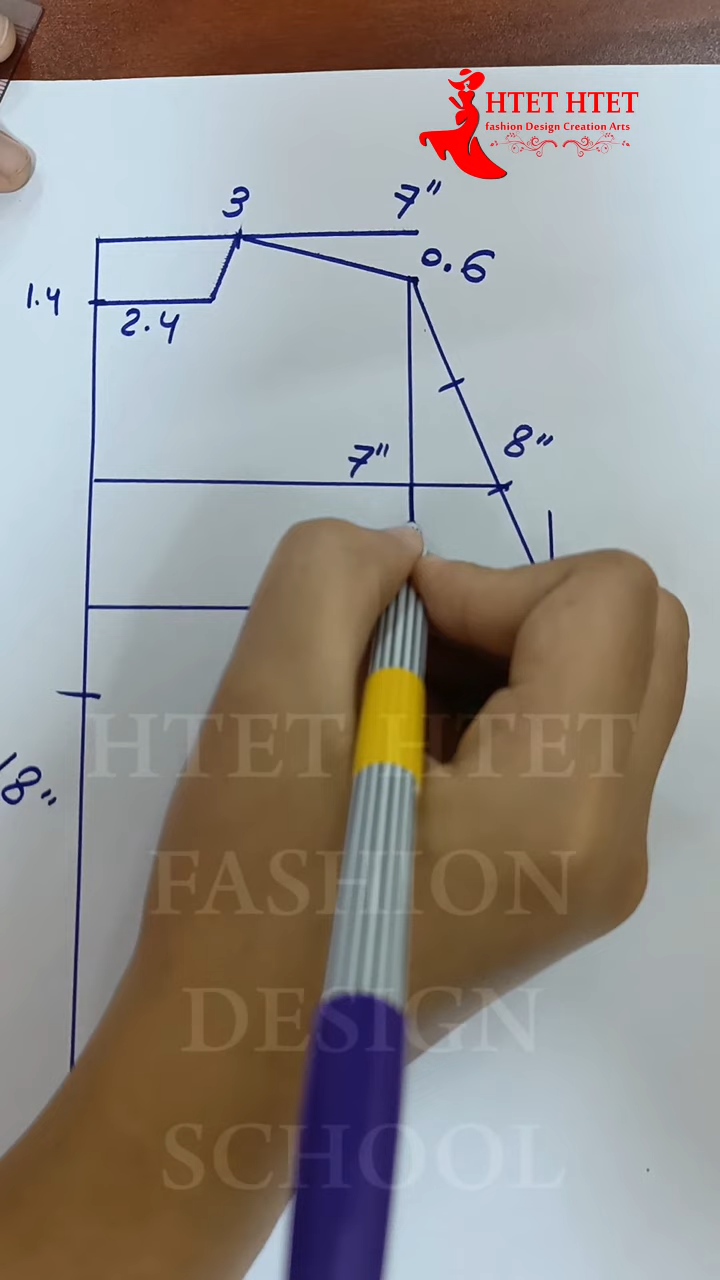 HTET HTET
fashion Design Creation Arts
3
7"
0.6
1.4
2.4
7"
8"
18"
HTET HTET
FASHION
DESIGN
SCHOOL